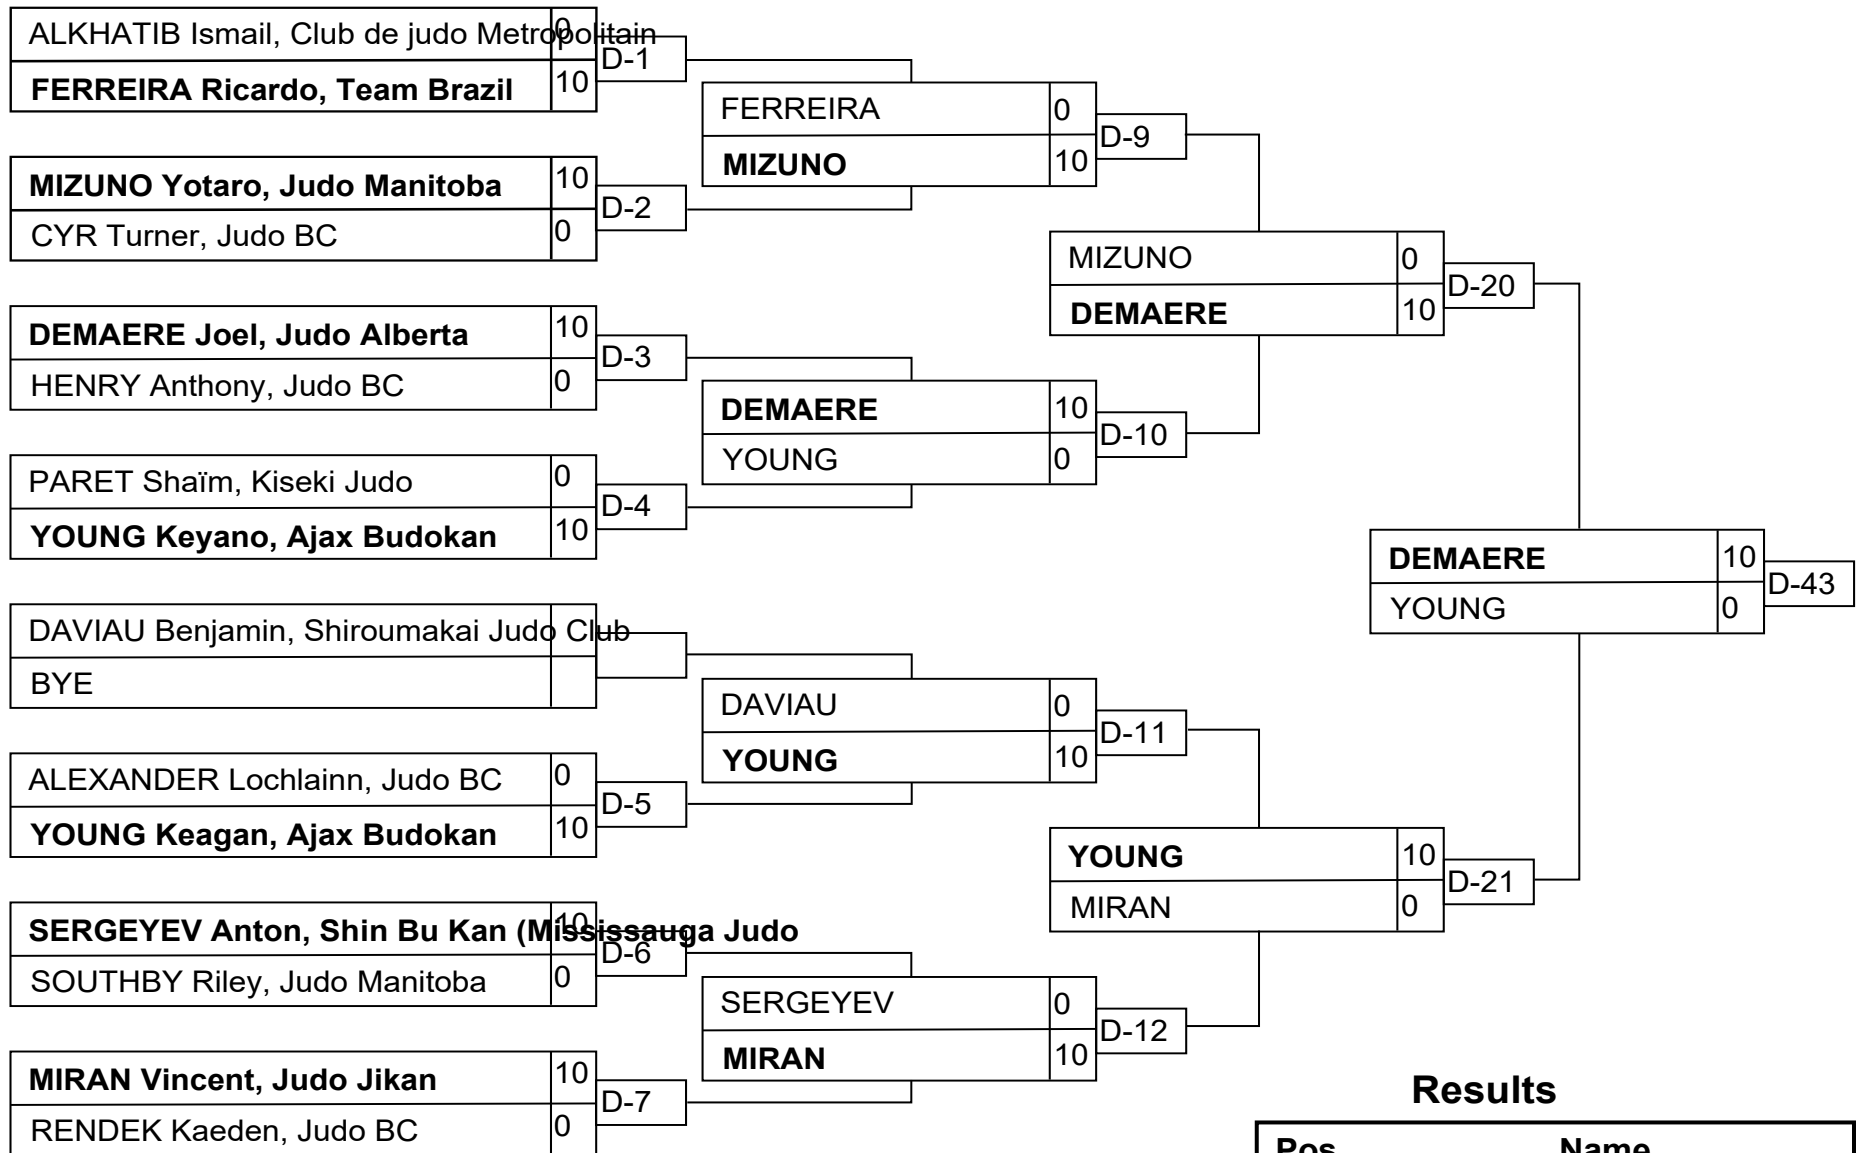 ALKHATIB Ismail, Club de judo Metropolitain 0
D-1
FERREIRA Ricardo, Team Brazil 10
FERREIRA 0
D-9
MIZUNO 10
MIZUNO Yotaro, Judo Manitoba 10
D-2
CYR Turner, Judo BC 0
MIZUNO 0
D-20
DEMAERE 10
DEMAERE Joel, Judo Alberta 10
D-3
HENRY Anthony, Judo BC 0
DEMAERE 10
D-10
YOUNG 0
PARET Shaïm, Kiseki Judo 0
D-4
YOUNG Keyano, Ajax Budokan 10
DEMAERE 10
D-43
YOUNG 0
DAVIAU Benjamin, Shiroumakai Judo Club
BYE
DAVIAU 0
D-11
YOUNG 10
ALEXANDER Lochlainn, Judo BC 0
D-5
YOUNG Keagan, Ajax Budokan 10
YOUNG 10
D-21
MIRAN 0
SERGEYEV Anton, Shin Bu Kan (Mississauga Judo 10
D-6
SOUTHBY Riley, Judo Manitoba 0
SERGEYEV 0
D-12
MIRAN 10
MIRAN Vincent, Judo Jikan 10
D-7
RENDEK Kaeden, Judo BC 0
Results
Pos Name